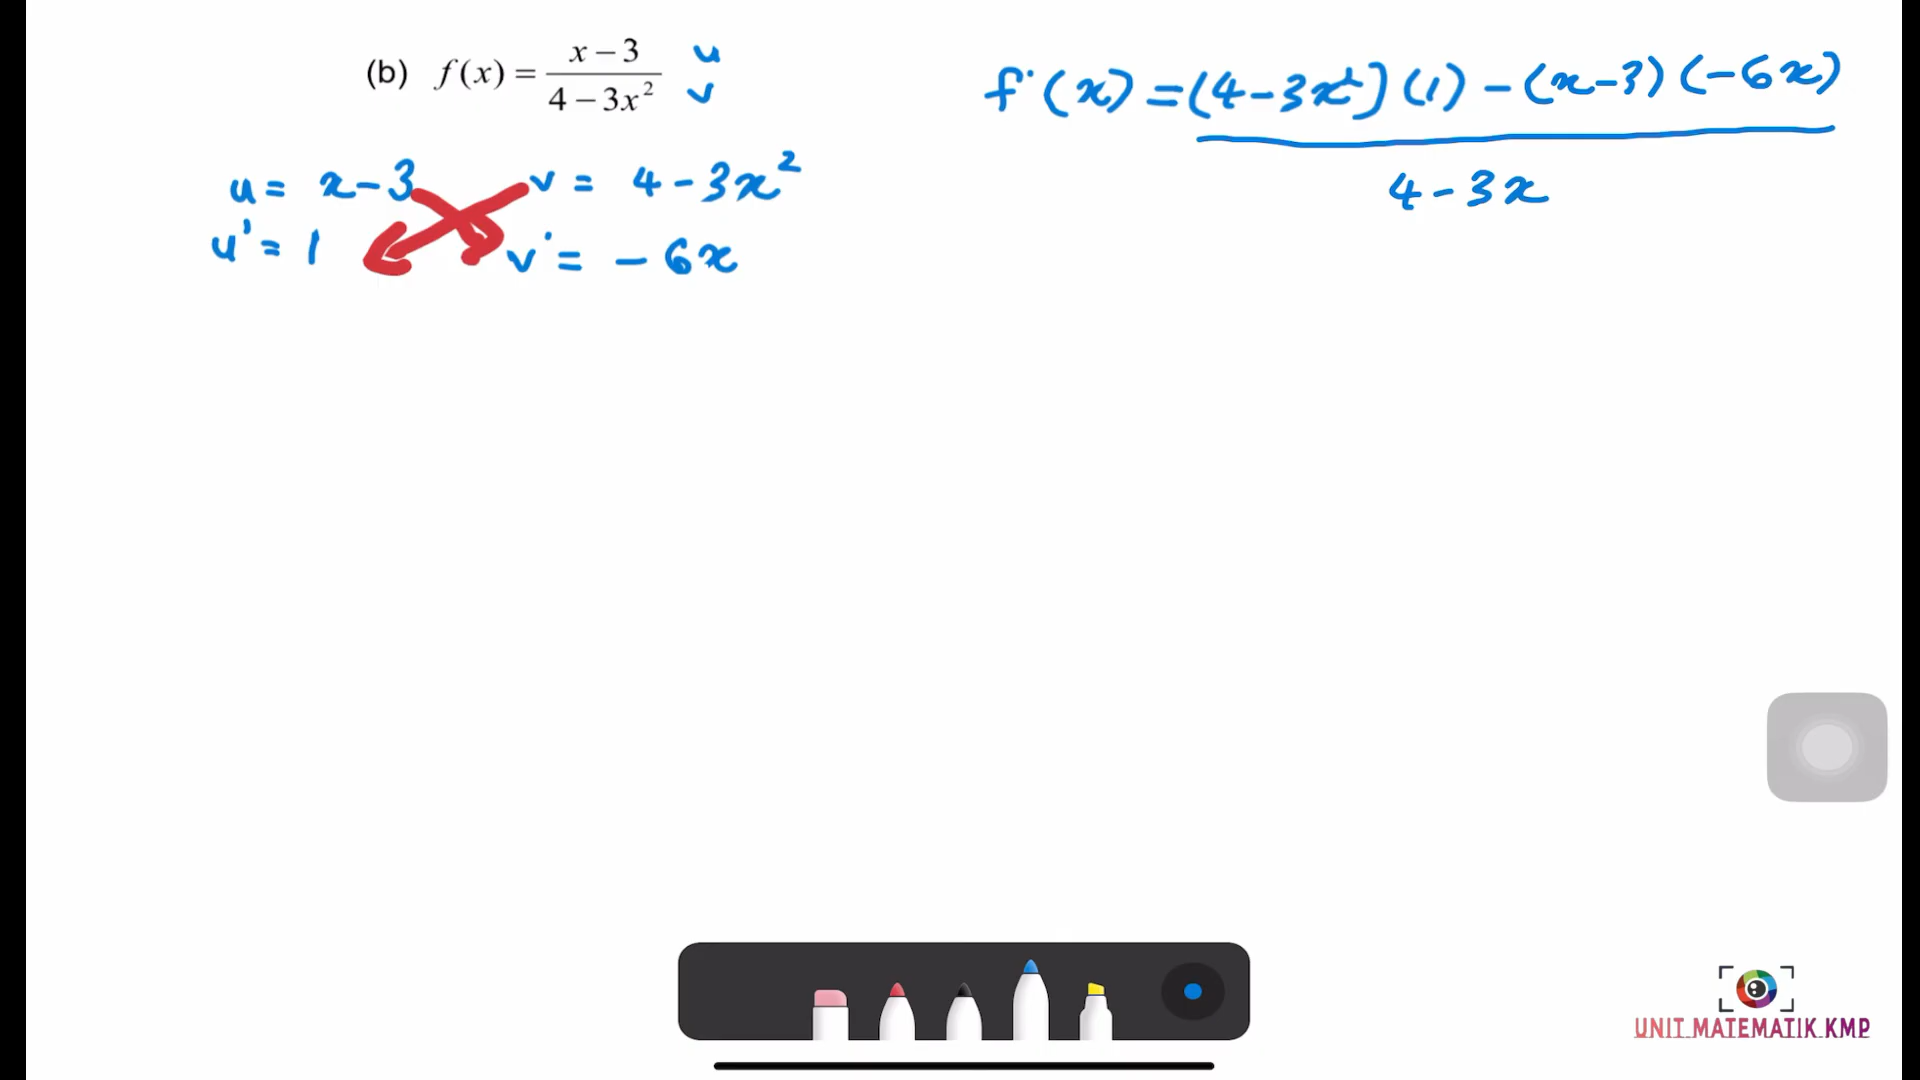 (b) f(x) = (x − 3)/(4 − 3x²) u v
u = x − 3 v = 4 − 3x²
u' = 1 v' = − 6x
f'(x) = (4 − 3x²)(1) − (x − 3)(−6x)
4 − 3x
UNIT MATEMATIK KMP